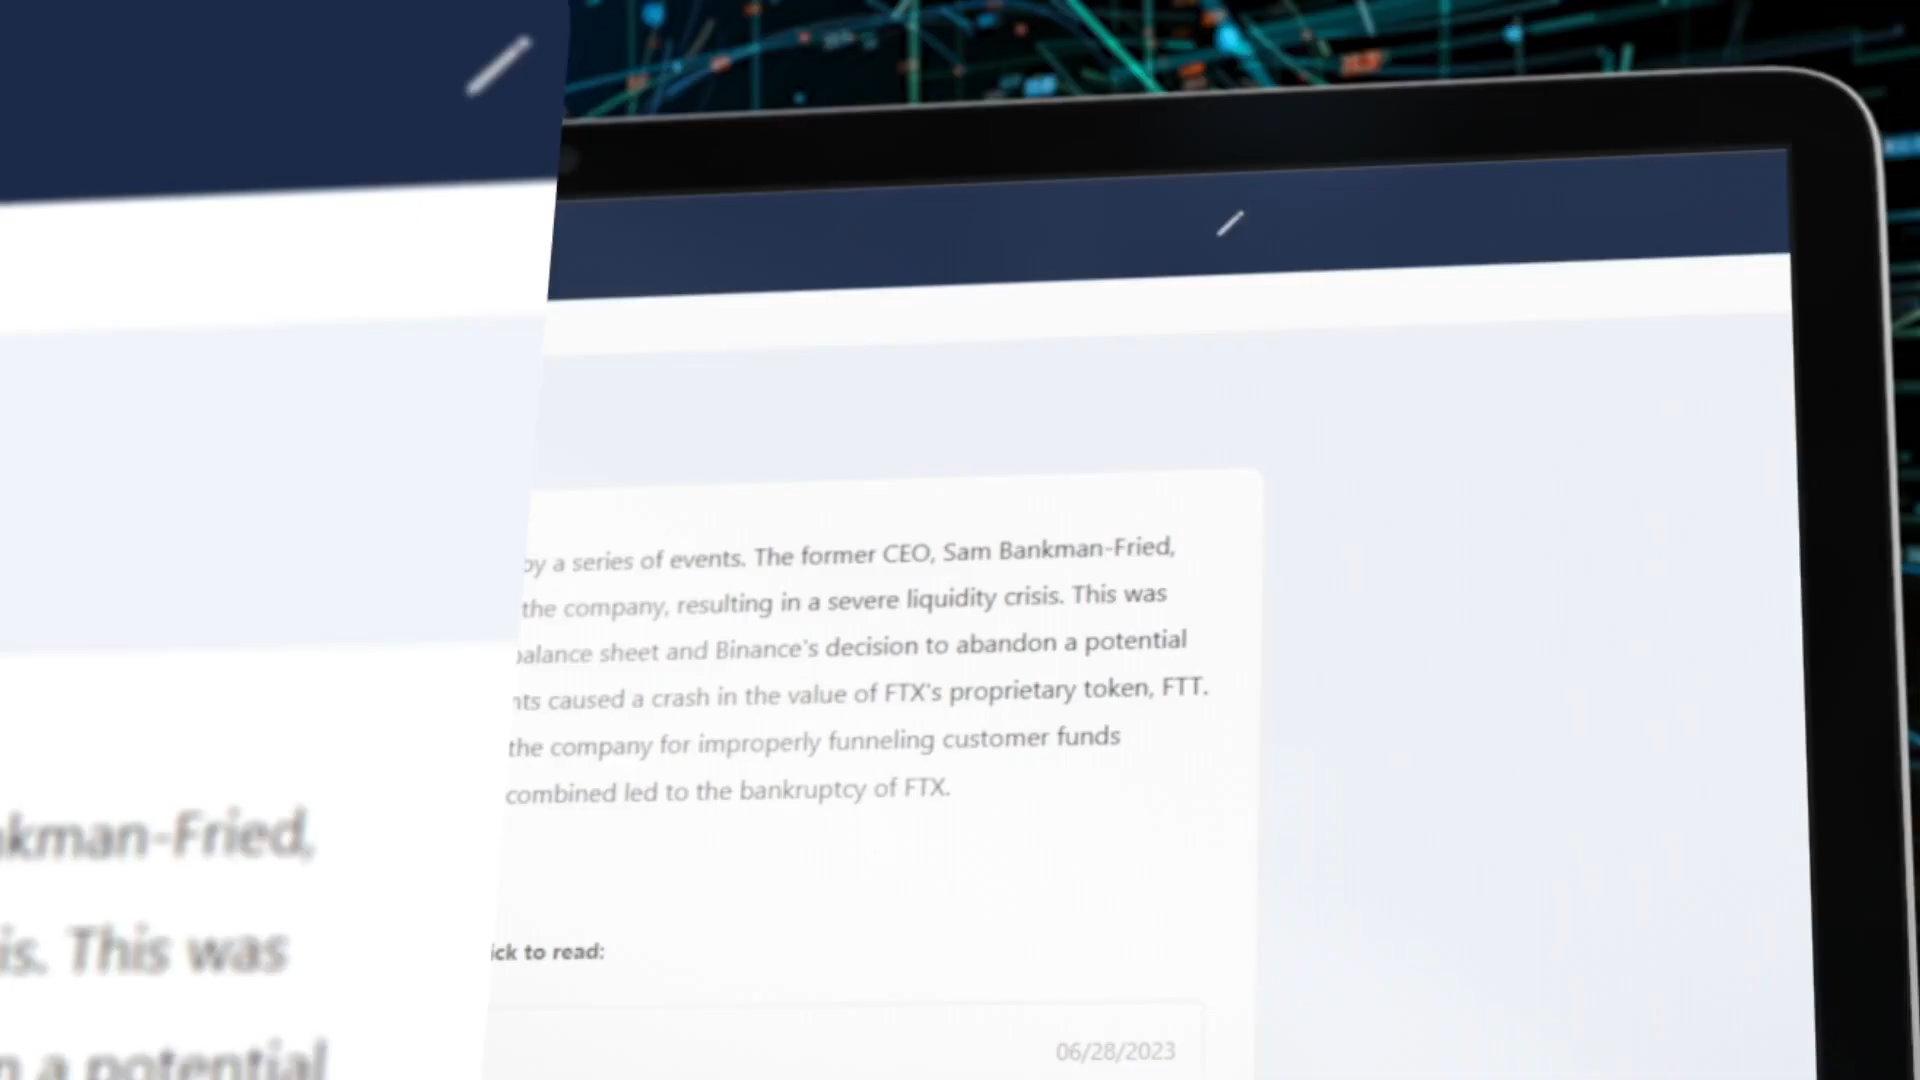 by a series of events. The former CEO, Sam Bankman-Fried,
the company, resulting in a severe liquidity crisis. This was
balance sheet and Binance's decision to abandon a potential
nts caused a crash in the value of FTX's proprietary token, FTT.
the company for improperly funneling customer funds
combined led to the bankruptcy of FTX.
ick to read:
06/28/2023
nkman-Fried,
is. This was
n a potential